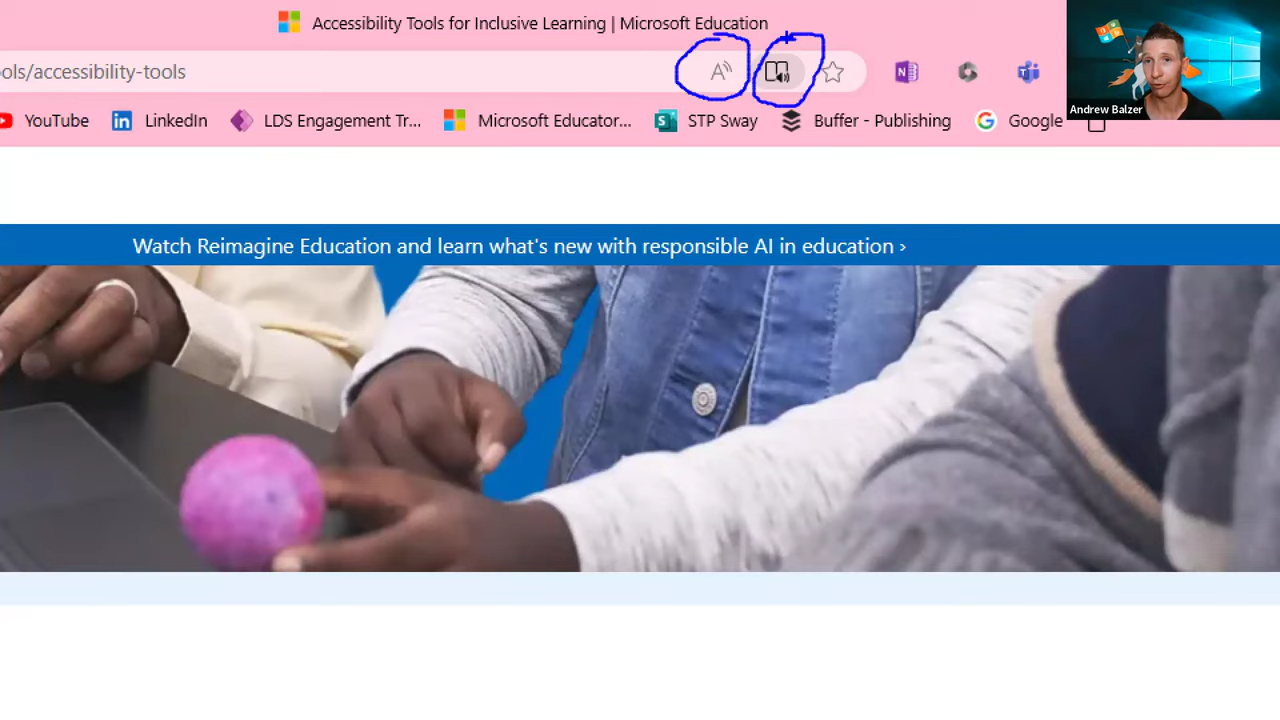 Accessibility Tools for Inclusive Learning | Microsoft Education
ols/accessibility-tools
Andrew Balzer
YouTube LinkedIn LDS Engagement Tr... Microsoft Educator... STP Sway Buffer - Publishing Google
Watch Reimagine Education and learn what's new with responsible AI in education ›